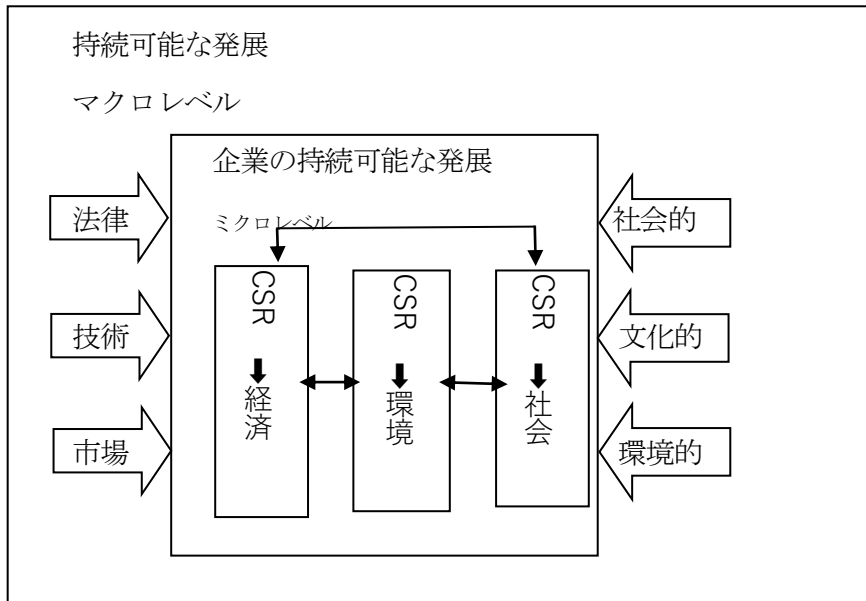 持続可能な発展
マクロレベル
企業の持続可能な発展
ミクロレベル
法律
技術
市場
CSR
経済
CSR
環境
CSR
社会
社会的
文化的
環境的